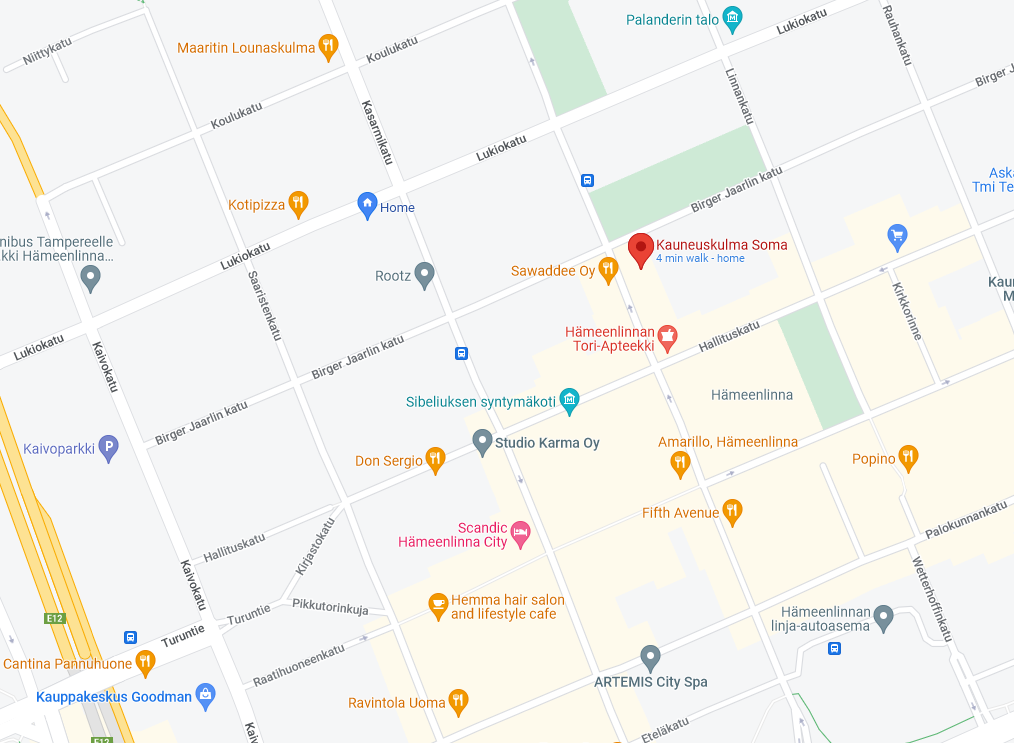 Palanderin talo
Lukiokatu
Rauhankatu
Niittykatu
Maaritin Lounaskulma
Koulukatu
Birger J
Linnankatu
Koulukatu
Kasarmikatu
Lukiokatu
Aska
Tmi Te
Birger Jaarlin katu
Kotipizza
Home
nibus Tampereelle
kki Hämeenlinna...
Lukiokatu
Kauneuskulma Soma
4 min walk - home
Sawaddee Oy
Rootz
Saaristenkatu
Kaur
M
Kirkkorinne
Hämeenlinnan
Tori-Apteekki
Hallituskatu
Lukiokatu
Birger Jaarlin katu
Kaivokatu
Hämeenlinna
Sibeliuksen syntymäkoti
Birger Jaarlin katu
Studio Karma Oy
Amarillo, Hämeenlinna
Kaivoparkki
P
Don Sergio
Popino
Fifth Avenue
Scandic
Hämeenlinna City
Palokunnankatu
Hallituskatu
Kirjastokatu
Kaivokatu
Wetterhoffinkatu
Hemma hair salon
and lifestyle cafe
Pikkutorinkuja
Turuntie
E12
Turuntie
Hämeenlinnan
linja-autoasema
Raatihuoneenkatu
Cantina Pannuhuone
ARTEMIS City Spa
Kauppakeskus Goodman
Ravintola Uoma
Eteläkatu
Kaivokatu
E12